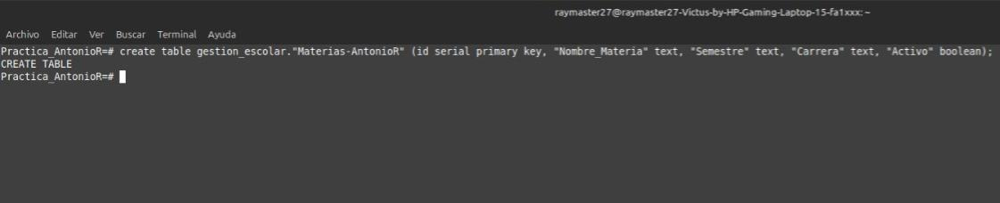 raymaster27@raymaster27-Victus-by-HP-Gaming-Laptop-15-fa1xxx: ~
Archivo Editar Ver Buscar Terminal Ayuda
Practica_AntonioR=# create table gestion_escolar."Materias-AntonioR" (id serial primary key, "Nombre_Materia" text, "Semestre" text, "Carrera" text, "Activo" boolean);
CREATE TABLE
Practica_AntonioR=#